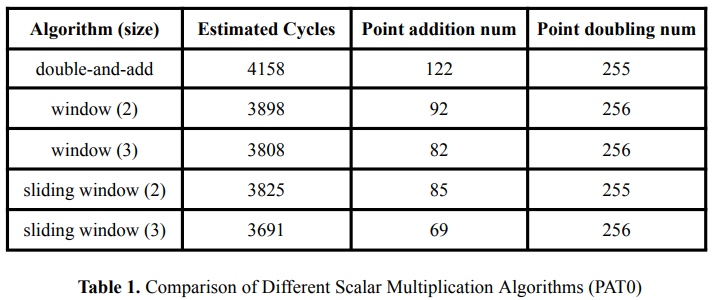 Algorithm (size) Estimated Cycles Point addition num Point doubling num
double-and-add 4158 122 255
window (2) 3898 92 256
window (3) 3808 82 256
sliding window (2) 3825 85 255
sliding window (3) 3691 69 256
Table 1. Comparison of Different Scalar Multiplication Algorithms (PAT0)